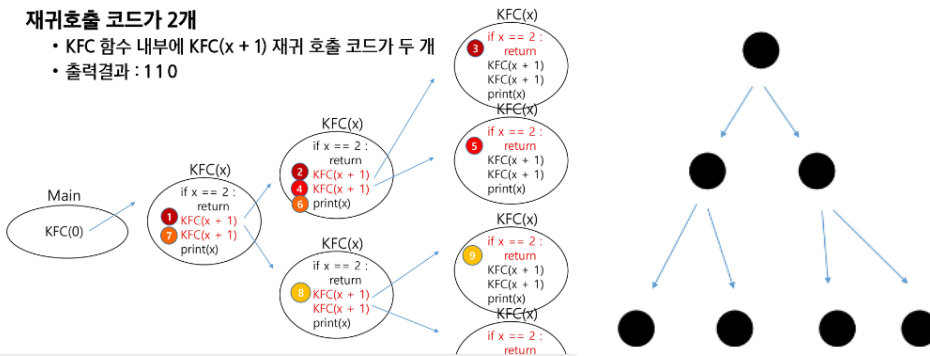 재귀호출 코드가 2개
• KFC 함수 내부에 KFC(x + 1) 재귀 호출 코드가 두 개
• 출력결과 : 1 1 0
Main
KFC(0)
KFC(x)
if x == 2 :
return
1 KFC(x + 1)
7 KFC(x + 1)
print(x)
KFC(x)
if x == 2 :
return
2 KFC(x + 1)
4 KFC(x + 1)
6 print(x)
KFC(x)
if x == 2 :
return
8 KFC(x + 1)
KFC(x + 1)
print(x)
KFC(x)
3 if x == 2 :
return
KFC(x + 1)
KFC(x + 1)
print(x)
KFC(x)
if x == 2 :
5 return
KFC(x + 1)
KFC(x + 1)
print(x)
KFC(x)
if x == 2 :
9 return
KFC(x + 1)
KFC(x + 1)
print(x)
KFC(x)
if x == 2 :
return